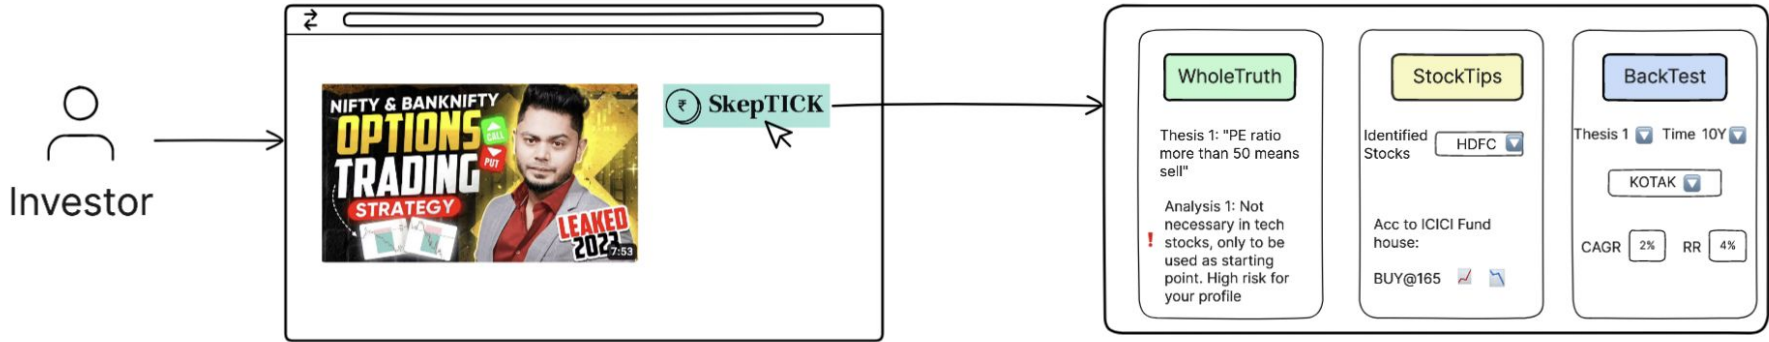 Investor
NIFTY & BANKNIFTY
OPTIONS
CALL
PUT
TRADING
STRATEGY
LEAKED
2023
7:53
₹ SkepTICK
WholeTruth
Thesis 1: "PE ratio
more than 50 means
sell"
Analysis 1: Not
necessary in tech
❗ stocks, only to be
used as starting
point. High risk for
your profile
StockTips
Identified
Stocks
HDFC
Acc to ICICI Fund
house:
BUY@165
BackTest
Thesis 1 Time 10Y
KOTAK
CAGR 2% RR 4%